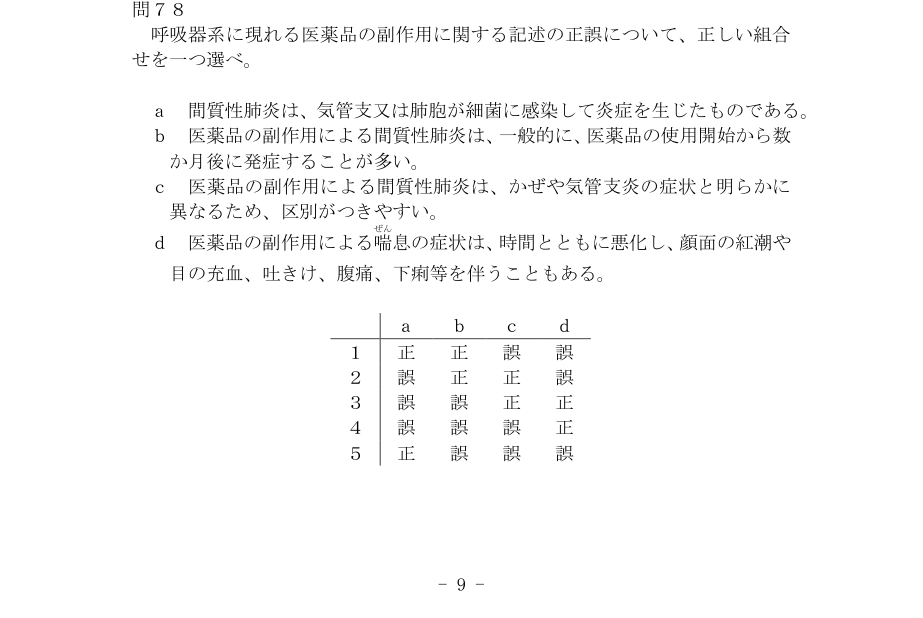 問７８
呼吸器系に現れる医薬品の副作用に関する記述の正誤について、正しい組合
せを一つ選べ。
ａ　間質性肺炎は、気管支又は肺胞が細菌に感染して炎症を生じたものである。
ｂ　医薬品の副作用による間質性肺炎は、一般的に、医薬品の使用開始から数
か月後に発症することが多い。
ｃ　医薬品の副作用による間質性肺炎は、かぜや気管支炎の症状と明らかに
異なるため、区別がつきやすい。
ぜん
ｄ　医薬品の副作用による喘息の症状は、時間とともに悪化し、顔面の紅潮や
目の充血、吐きけ、腹痛、下痢等を伴うこともある。
ａ　ｂ　ｃ　ｄ
１　正　正　誤　誤
２　誤　正　正　誤
３　誤　誤　正　正
４　誤　誤　誤　正
５　正　誤　誤　誤
- 9 -